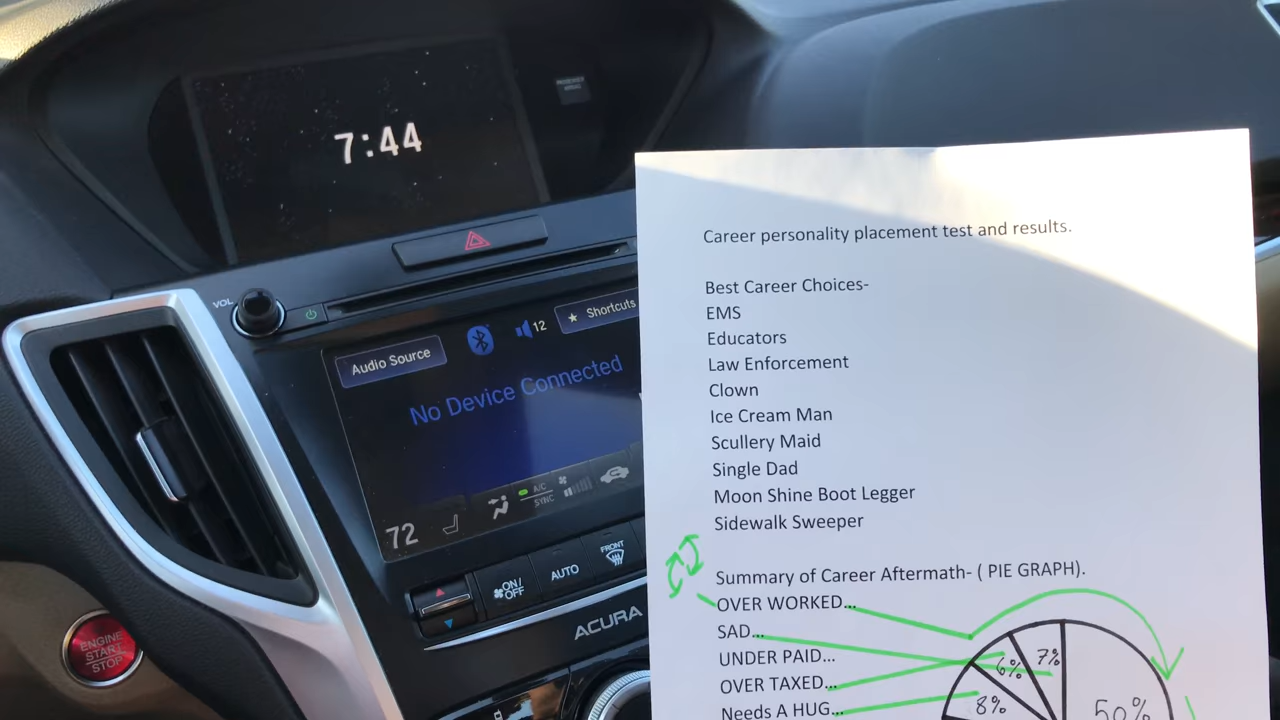 7:44
PASSENGER AIRBAG
VOL
Audio Source
12
★ Shortcuts
No Device Connected
72
A/C
SYNC
ON/OFF
AUTO
FRONT
ACURA
ENGINE
START
STOP
Career personality placement test and results.
Best Career Choices-
EMS
Educators
Law Enforcement
Clown
Ice Cream Man
Scullery Maid
Single Dad
Moon Shine Boot Legger
Sidewalk Sweeper
Summary of Career Aftermath- ( PIE GRAPH).
OVER WORKED...
SAD...
UNDER PAID...
OVER TAXED...
Needs A HUG...
6%
7%
8%
50%